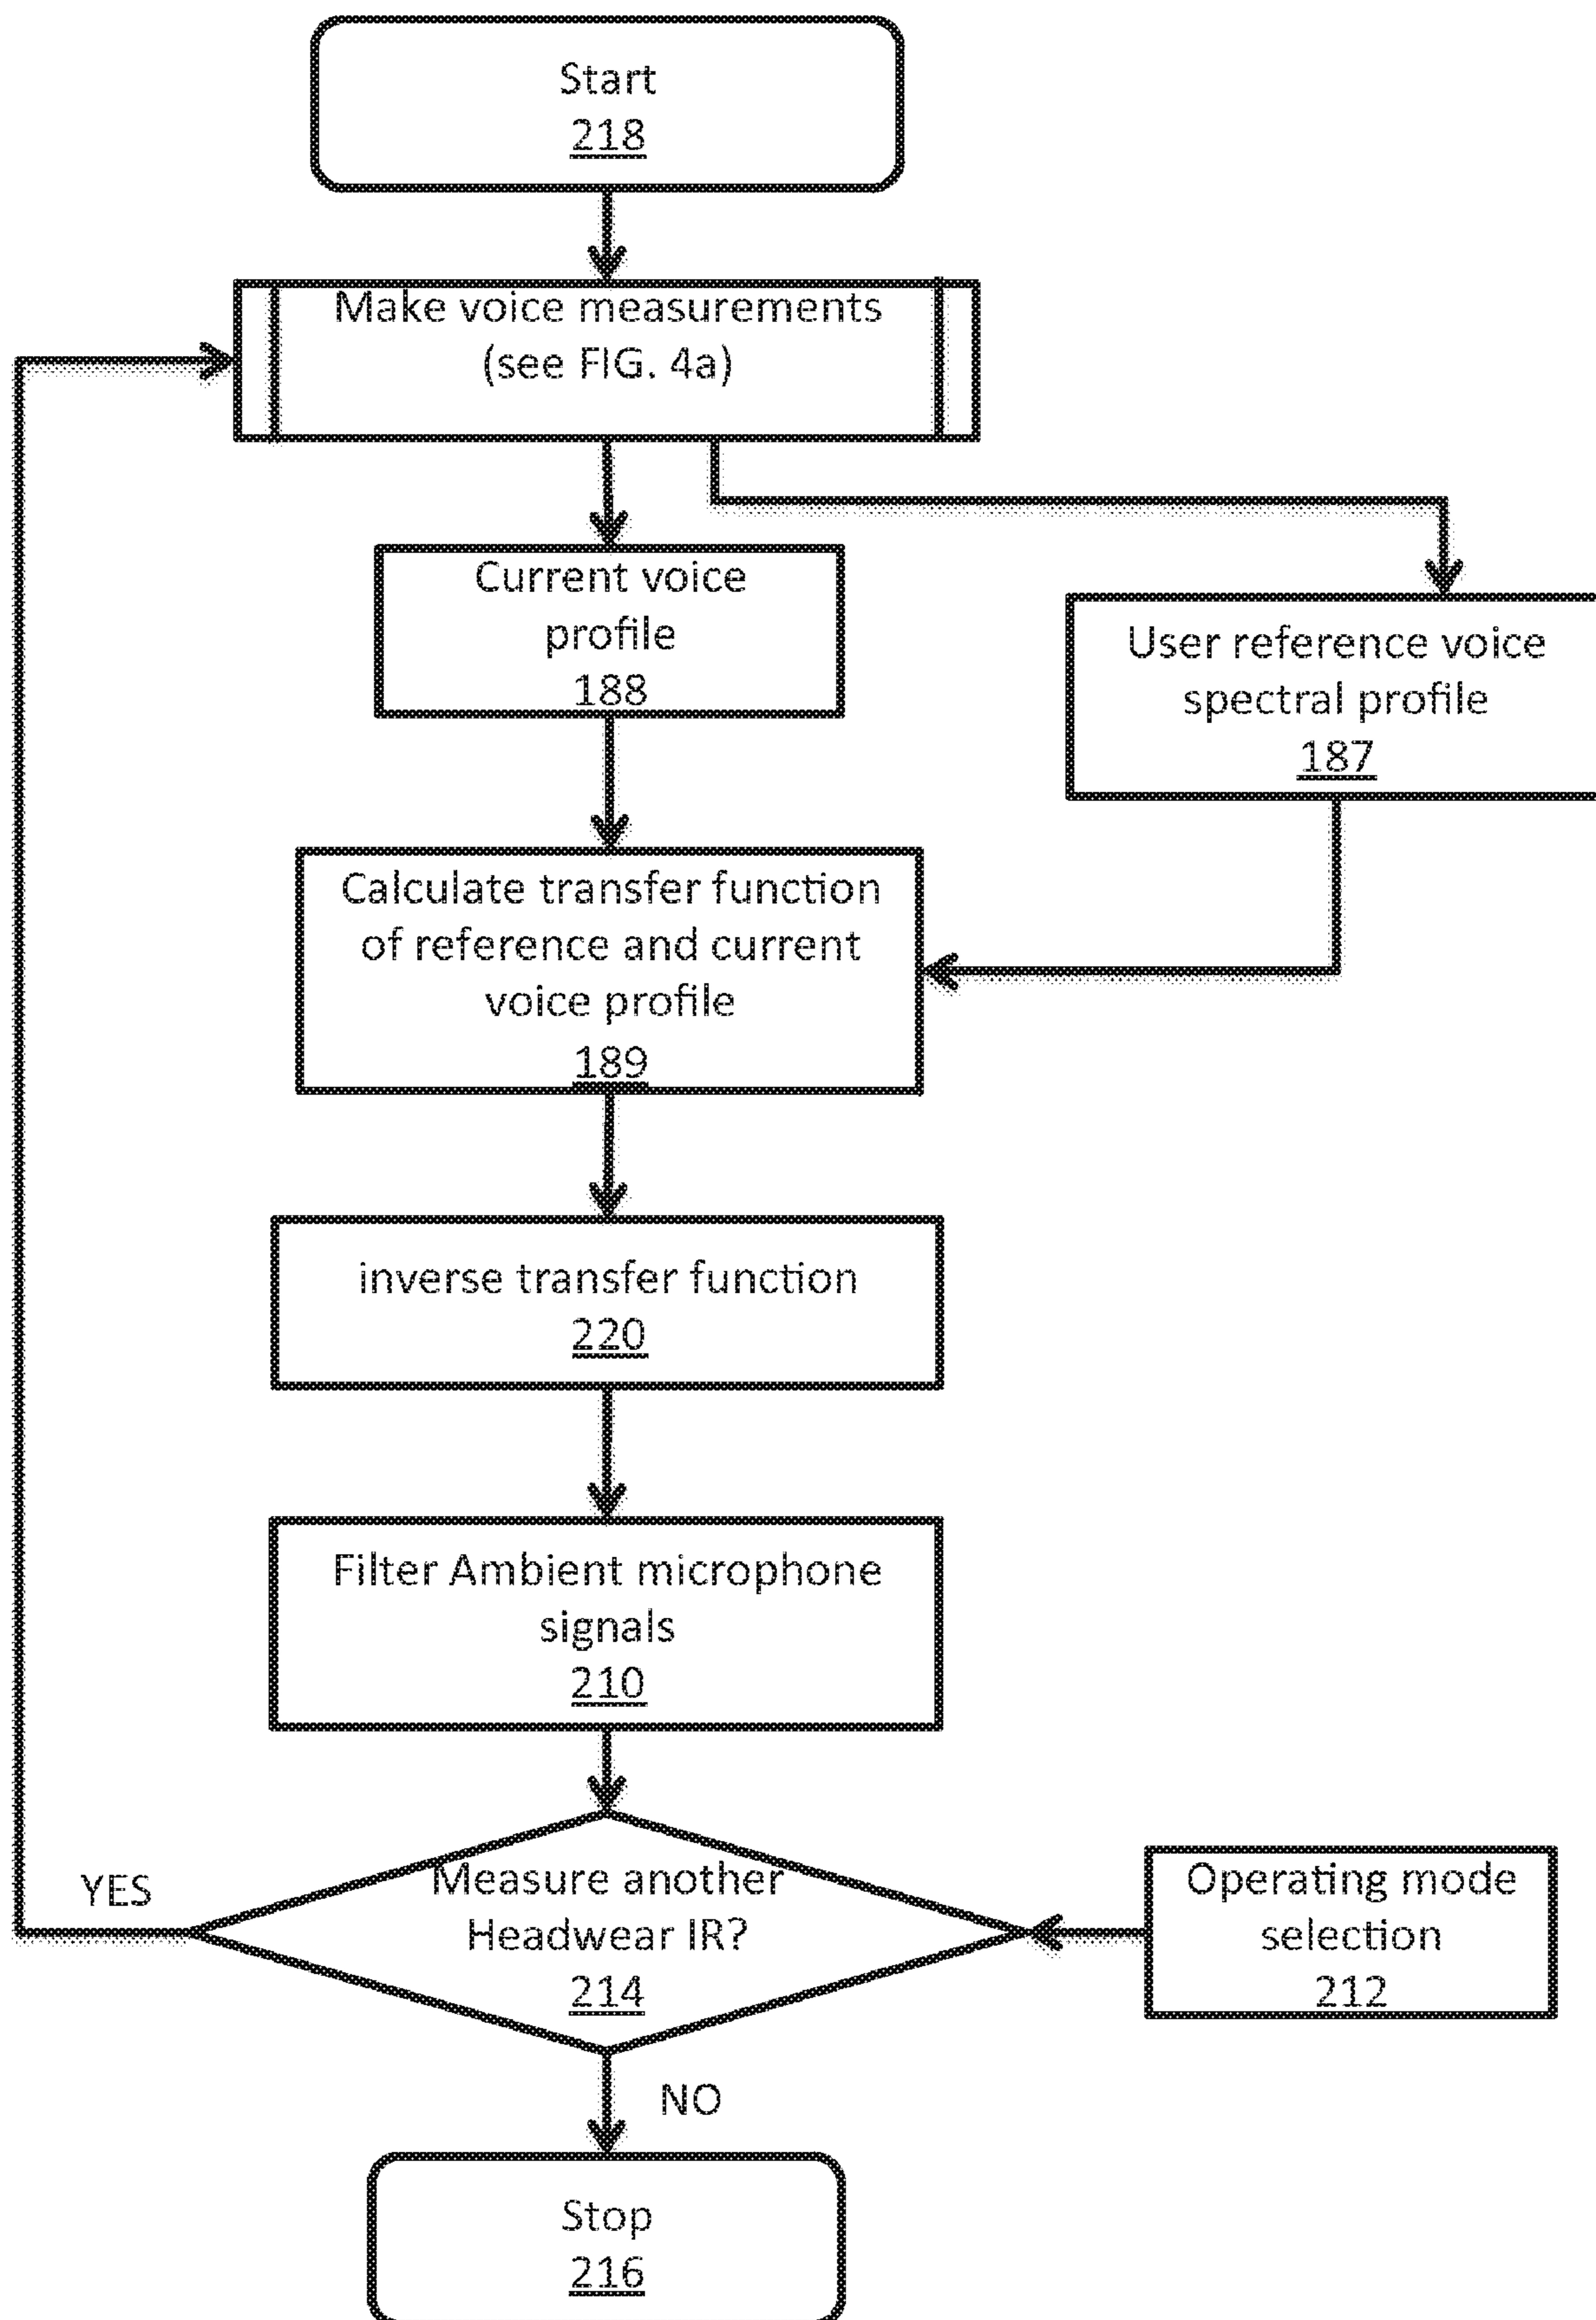 Start
218
Make voice measurements
(see FIG. 4a)
Current voice
profile
188
User reference voice
spectral profile
187
Calculate transfer function
of reference and current
voice profile
189
inverse transfer function
220
Filter Ambient microphone
signals
210
YES
Measure another
Headwear IR?
214
Operating mode
selection
212
NO
Stop
216